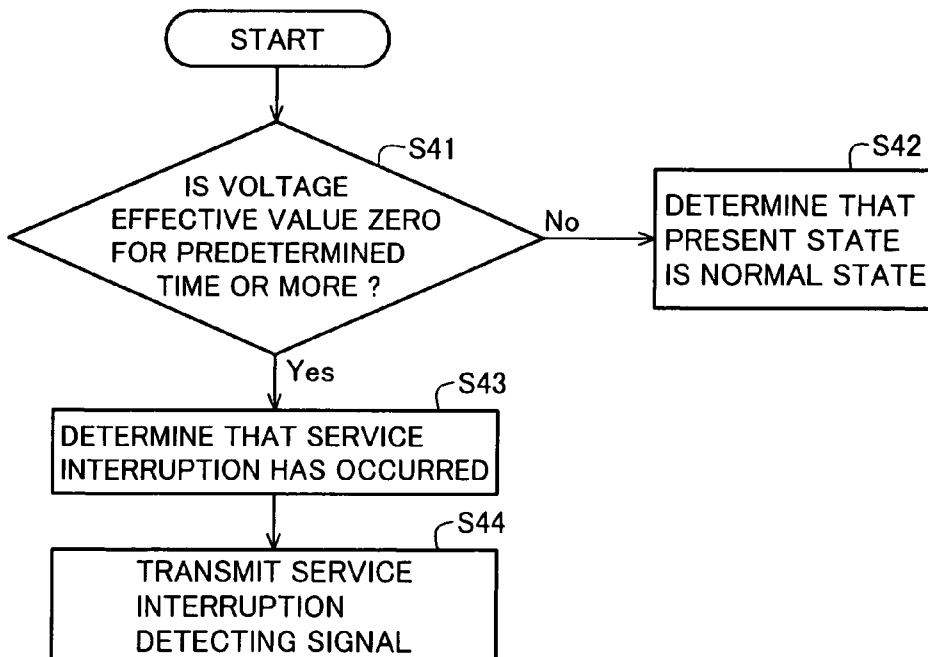 START
S41
IS VOLTAGE
EFFECTIVE VALUE ZERO
FOR PREDETERMINED
TIME OR MORE ?
No
S42
DETERMINE THAT
PRESENT STATE
IS NORMAL STATE
Yes
S43
DETERMINE THAT SERVICE
INTERRUPTION HAS OCCURRED
S44
TRANSMIT SERVICE
INTERRUPTION
DETECTING SIGNAL